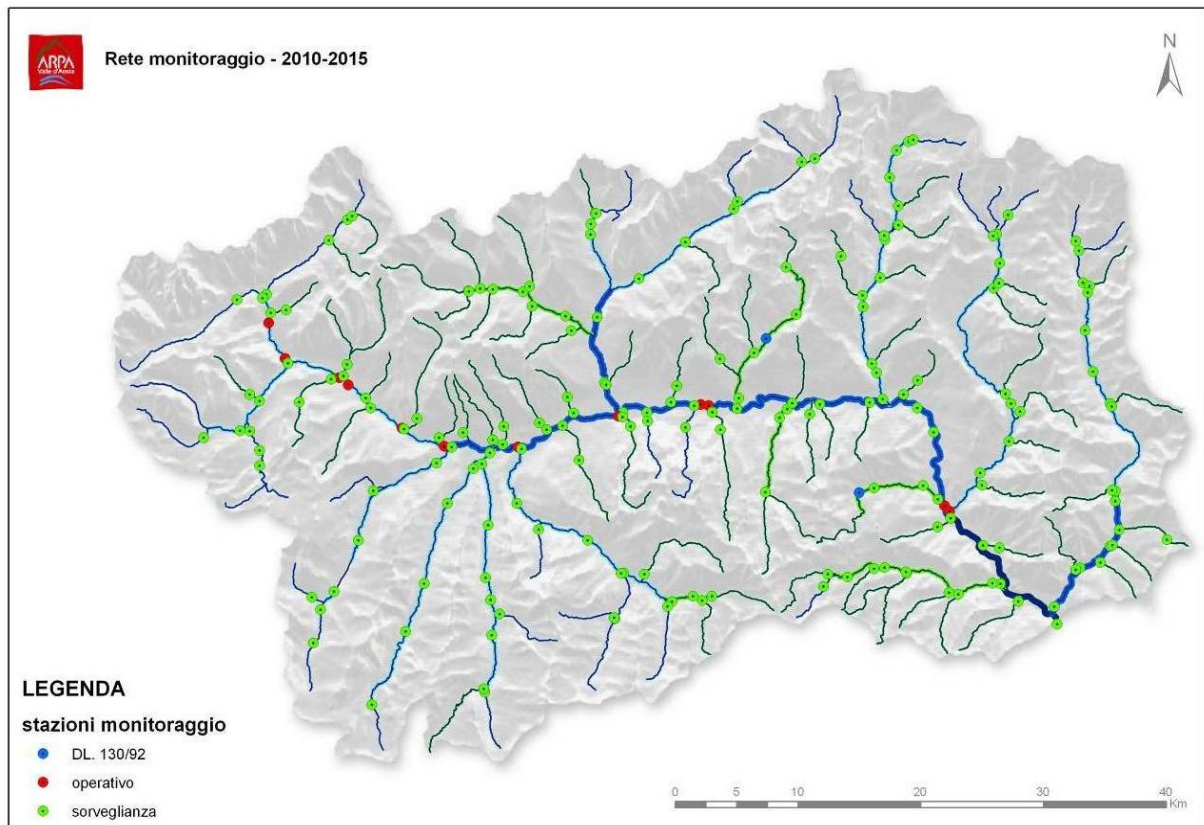 ARPA
Valle d'Aosta
Rete monitoraggio - 2010-2015
N
LEGENDA
stazioni monitoraggio
DL. 130/92
operativo
sorveglianza
0 5 10 20 30 40
Km